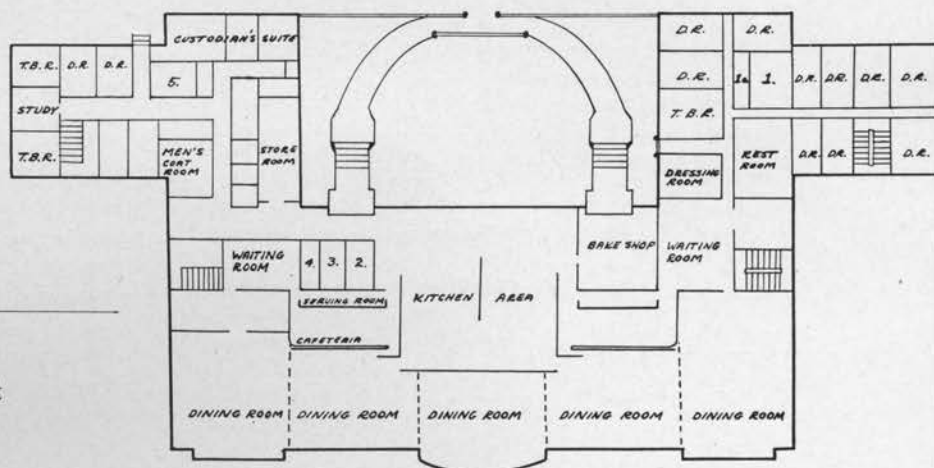 CUSTODIAN'S SUITE
T.B.R.
D.R.
D.R.
5.
STUDY
T.B.R.
MEN'S
COAT
ROOM
STORE
ROOM
D.R.
D.R.
D.R.
1a
1.
D.R.
D.R.
D.R.
D.R.
T.B.R.
DRESSING
ROOM
REST
ROOM
D.R.
D.R.
D.R.
WAITING
ROOM
4.
3.
2.
SERVING ROOM
CAFETERIA
KITCHEN AREA
BAKE SHOP
WAITING
ROOM
DINING ROOM
DINING ROOM
DINING ROOM
DINING ROOM
DINING ROOM